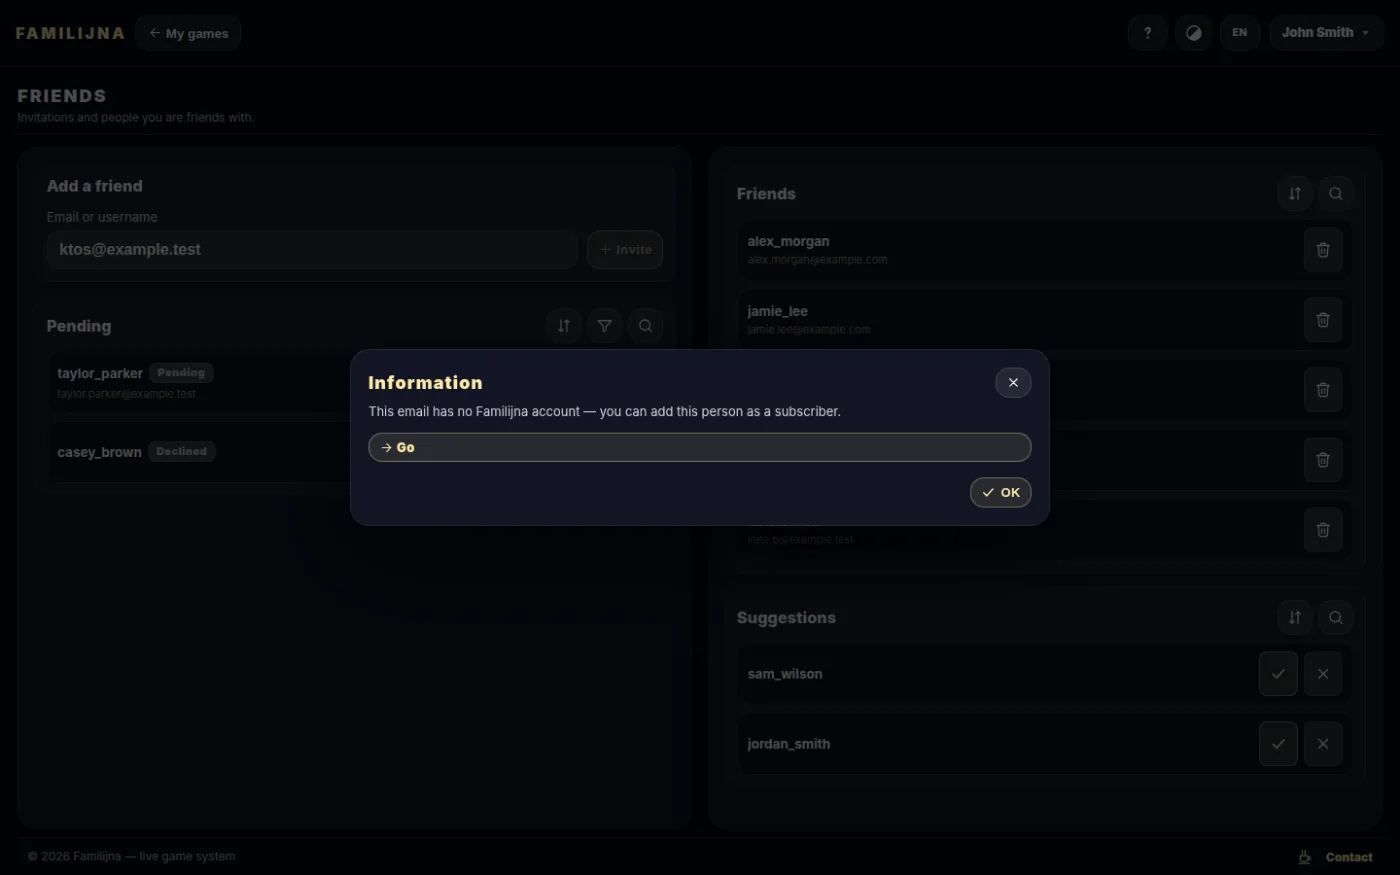 FAMILIJNA
← My games
?
EN
John Smith
FRIENDS
Invitations and people you are friends with.
Add a friend
Email or username
ktos@example.test
+ Invite
Pending
taylor_parker Pending
taylor.parker@example.test
casey_brown Declined
Friends
alex_morgan
alex.morgan@example.com
jamie_lee
jamie.lee@example.com
Information
This email has no Familijna account — you can add this person as a subscriber.
→ Go
✓ OK
kate.b@example.test
Suggestions
sam_wilson
jordan_smith
© 2026 Familijna — live game system
Contact